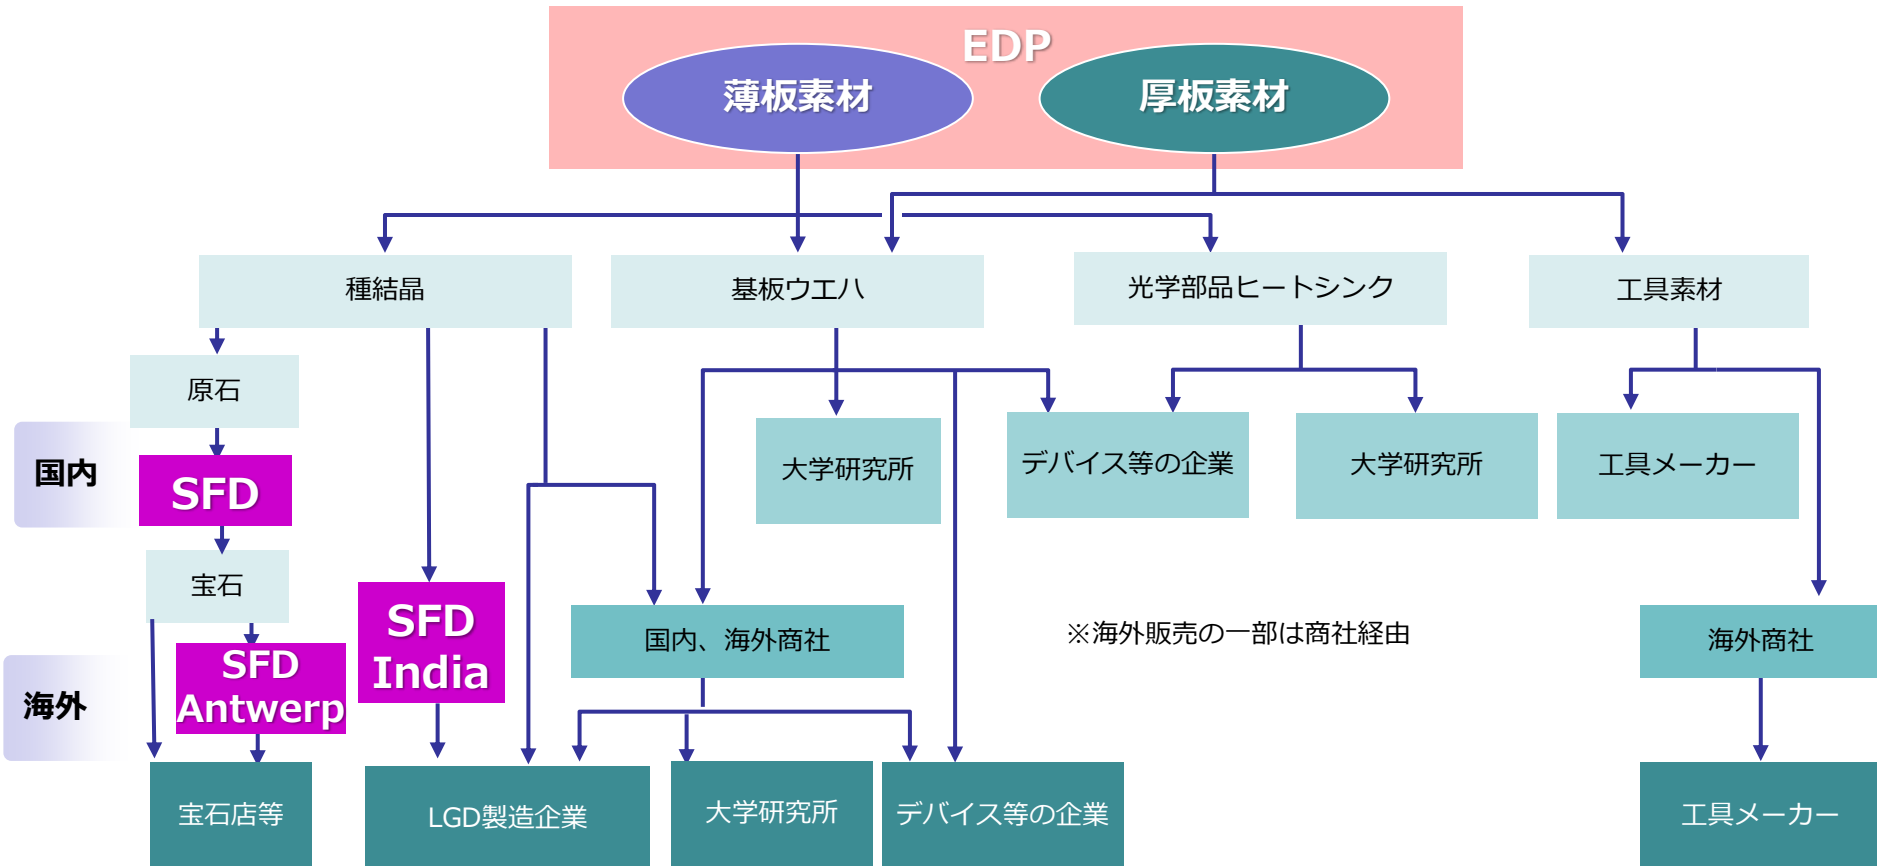 EDP
薄板素材
厚板素材
種結晶
基板ウエハ
光学部品ヒートシンク
工具素材
原石
国内
SFD
大学研究所
デバイス等の企業
大学研究所
工具メーカー
宝石
SFD
India
国内、海外商社
※海外販売の一部は商社経由
海外商社
海外
SFD
Antwerp
宝石店等
LGD製造企業
大学研究所
デバイス等の企業
工具メーカー